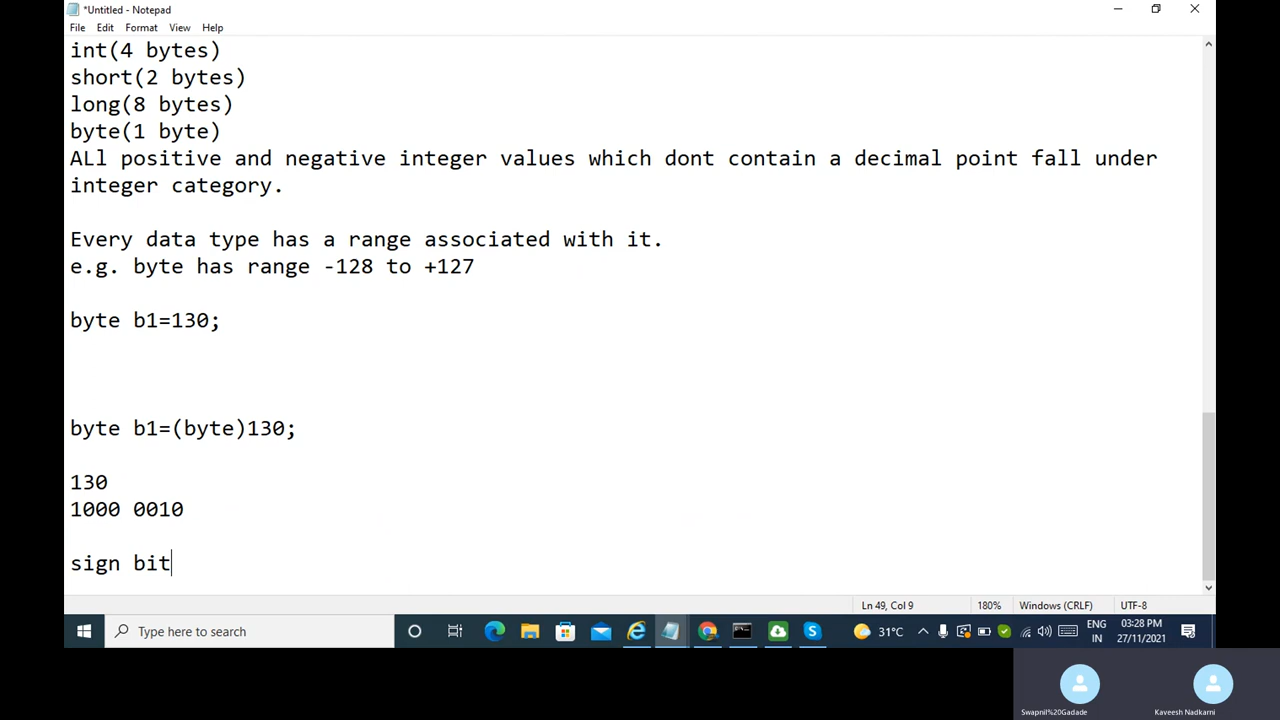 *Untitled - Notepad
File Edit Format View Help
int(4 bytes)
short(2 bytes)
long(8 bytes)
byte(1 byte)
ALl positive and negative integer values which dont contain a decimal point fall under
integer category.
Every data type has a range associated with it.
e.g. byte has range -128 to +127
byte b1=130;
byte b1=(byte)130;
130
1000 0010
sign bit
Ln 49, Col 9 180% Windows (CRLF) UTF-8
Type here to search
31°C
ENG
IN
03:28 PM
27/11/2021
Swapnil%20Gadade
Kaveesh Nadkarni